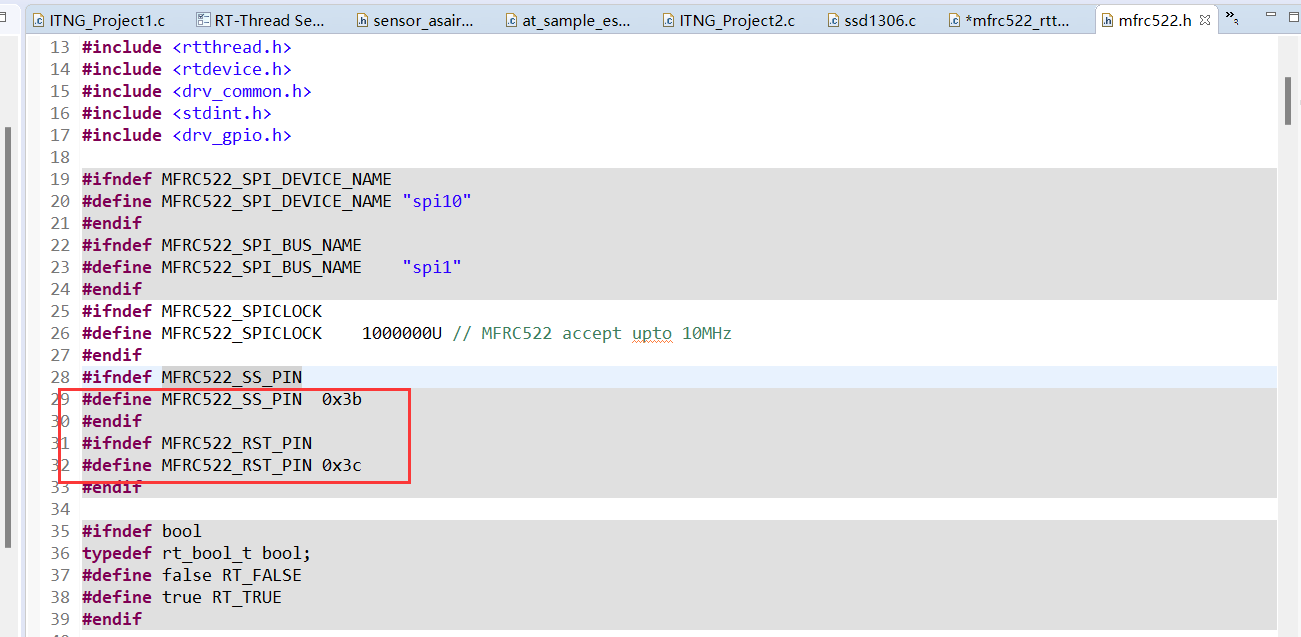 ITNG_Project1.c RT-Thread Se... sensor_asair... at_sample_es... ITNG_Project2.c ssd1306.c *mfrc522_rtt... mfrc522.h
13 #include <rtthread.h>
14 #include <rtdevice.h>
15 #include <drv_common.h>
16 #include <stdint.h>
17 #include <drv_gpio.h>
18
19 #ifndef MFRC522_SPI_DEVICE_NAME
20 #define MFRC522_SPI_DEVICE_NAME "spi10"
21 #endif
22 #ifndef MFRC522_SPI_BUS_NAME
23 #define MFRC522_SPI_BUS_NAME "spi1"
24 #endif
25 #ifndef MFRC522_SPICLOCK
26 #define MFRC522_SPICLOCK 1000000U // MFRC522 accept upto 10MHz
27 #endif
28 #ifndef MFRC522_SS_PIN
29 #define MFRC522_SS_PIN 0x3b
30 #endif
31 #ifndef MFRC522_RST_PIN
32 #define MFRC522_RST_PIN 0x3c
33 #endif
34
35 #ifndef bool
36 typedef rt_bool_t bool;
37 #define false RT_FALSE
38 #define true RT_TRUE
39 #endif